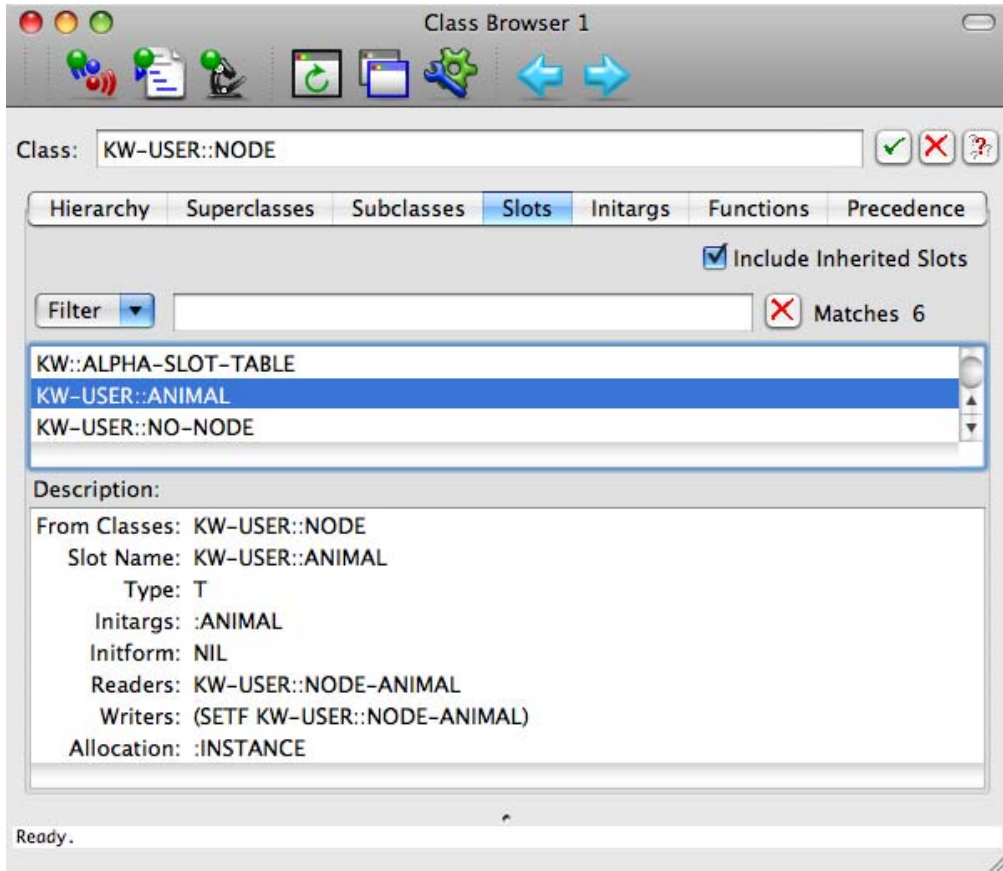 Class Browser 1
Class: KW-USER::NODE
Hierarchy Superclasses Subclasses Slots Initargs Functions Precedence
Include Inherited Slots
Filter Matches 6
KW::ALPHA-SLOT-TABLE
KW-USER::ANIMAL
KW-USER::NO-NODE
Description:
From Classes: KW-USER::NODE
Slot Name: KW-USER::ANIMAL
Type: T
Initargs: :ANIMAL
Initform: NIL
Readers: KW-USER::NODE-ANIMAL
Writers: (SETF KW-USER::NODE-ANIMAL)
Allocation: :INSTANCE
Ready.